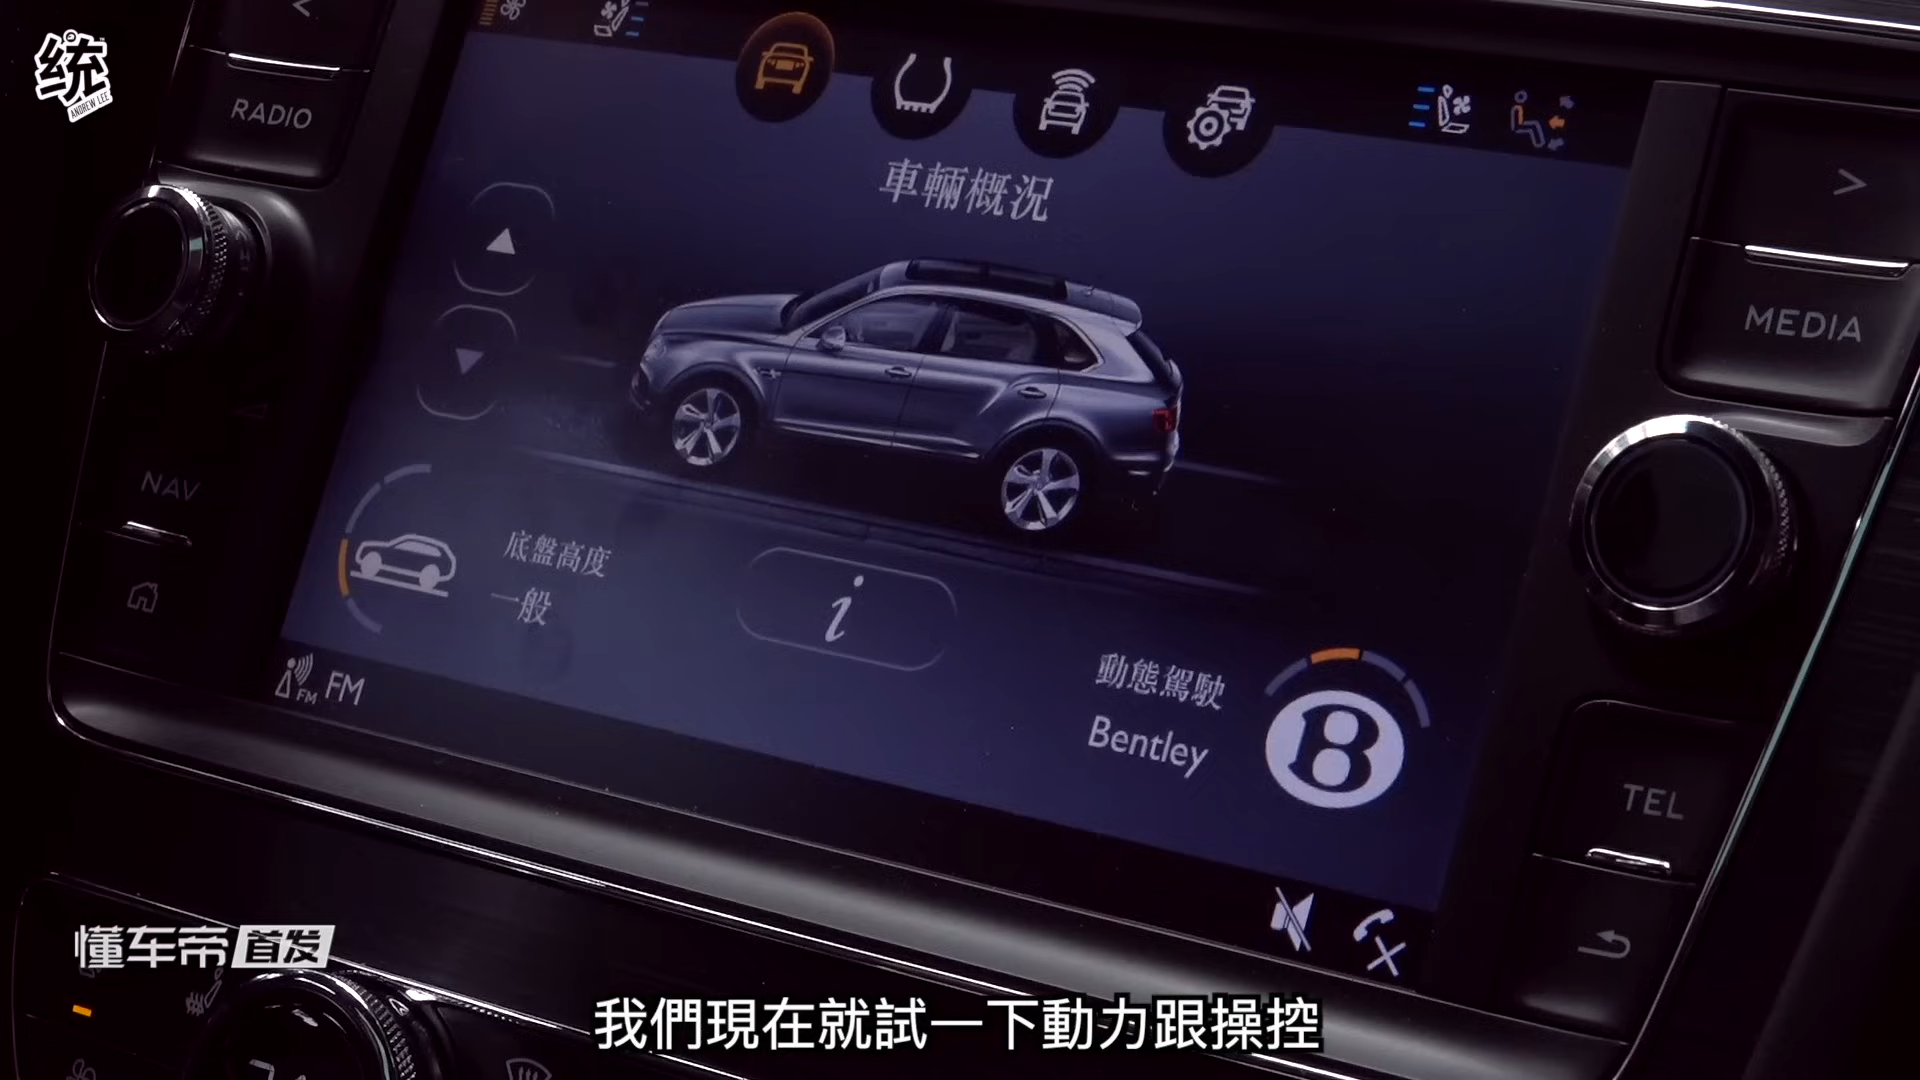 统
ANDREW LEE
RADIO
車輛概況
MEDIA
NAV
底盤高度
一般
i
動態駕駛
Bentley
B
FM
FM
TEL
懂车帝 首发
我們現在就試一下動力跟操控